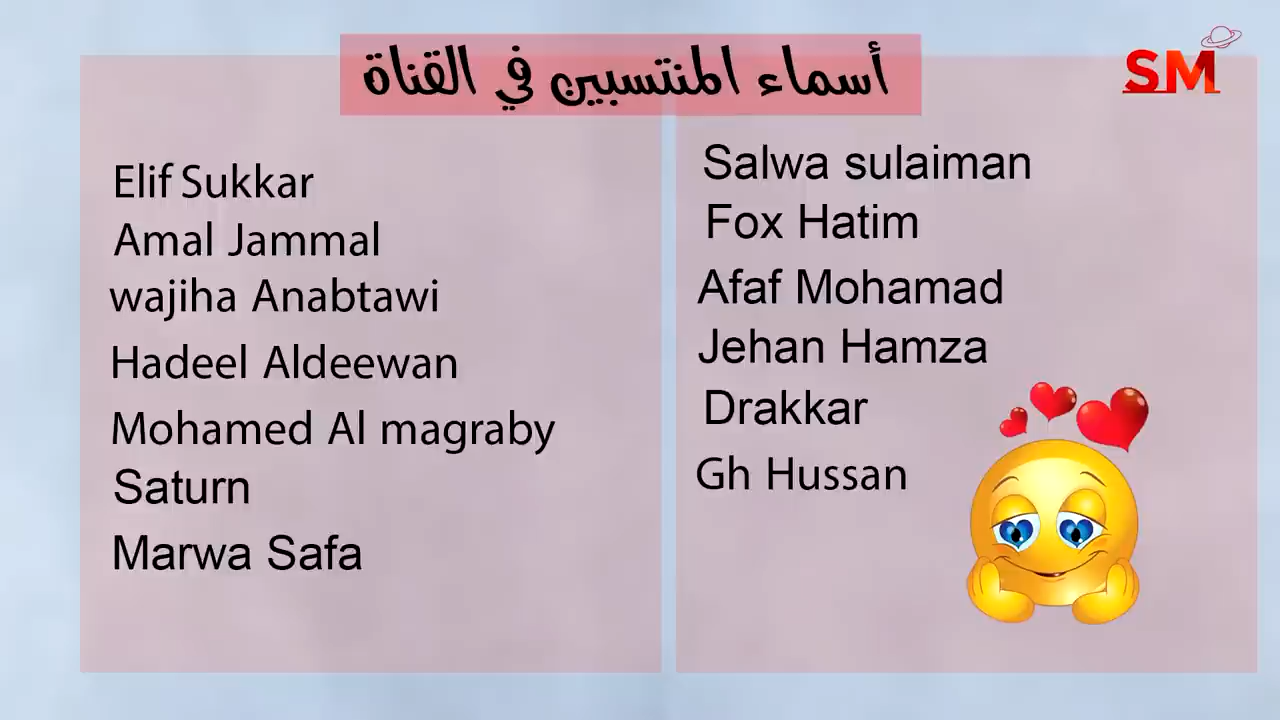 أسماء المنتسبين في القناة
SM
Elif Sukkar
Amal Jammal
wajiha Anabtawi
Hadeel Aldeewan
Mohamed Al magraby
Saturn
Marwa Safa
Salwa sulaiman
Fox Hatim
Afaf Mohamad
Jehan Hamza
Drakkar
Gh Hussan